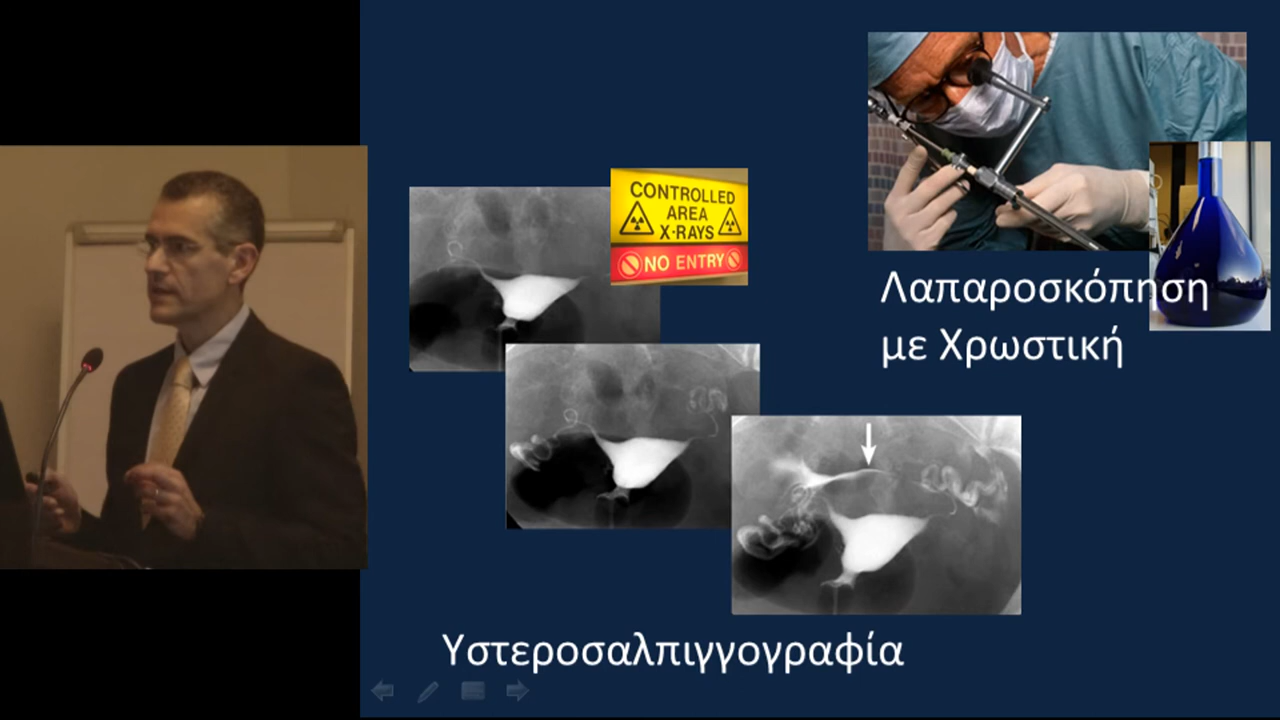 CONTROLLED
AREA
X-RAYS
NO ENTRY
Λαπαροσκόπηση
με Χρωστική
Υστεροσαλπιγγογραφία